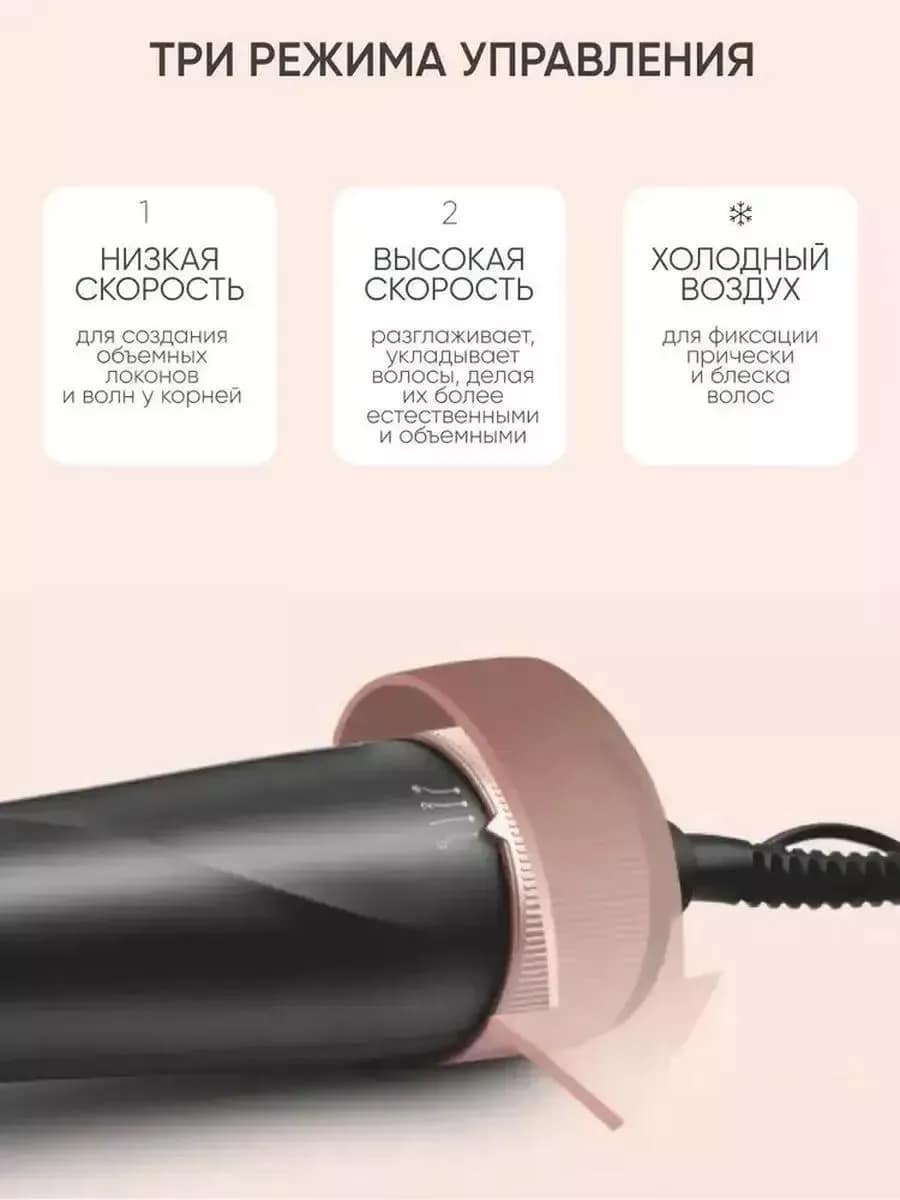 ТРИ РЕЖИМА УПРАВЛЕНИЯ
1
НИЗКАЯ
СКОРОСТЬ
для создания
объемных
локонов
и волн у корней
2
ВЫСОКАЯ
СКОРОСТЬ
разглаживает,
укладывает
волосы, делая
их более
естественными
и объемными
ХОЛОДНЫЙ
ВОЗДУХ
для фиксации
прически
и блеска
волос